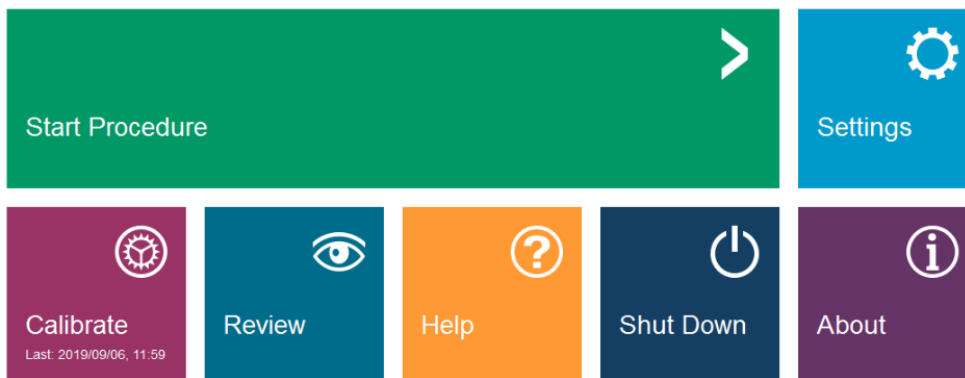 Start Procedure
Settings
Calibrate
Last: 2019/09/06, 11:59
Review
Help
Shut Down
About